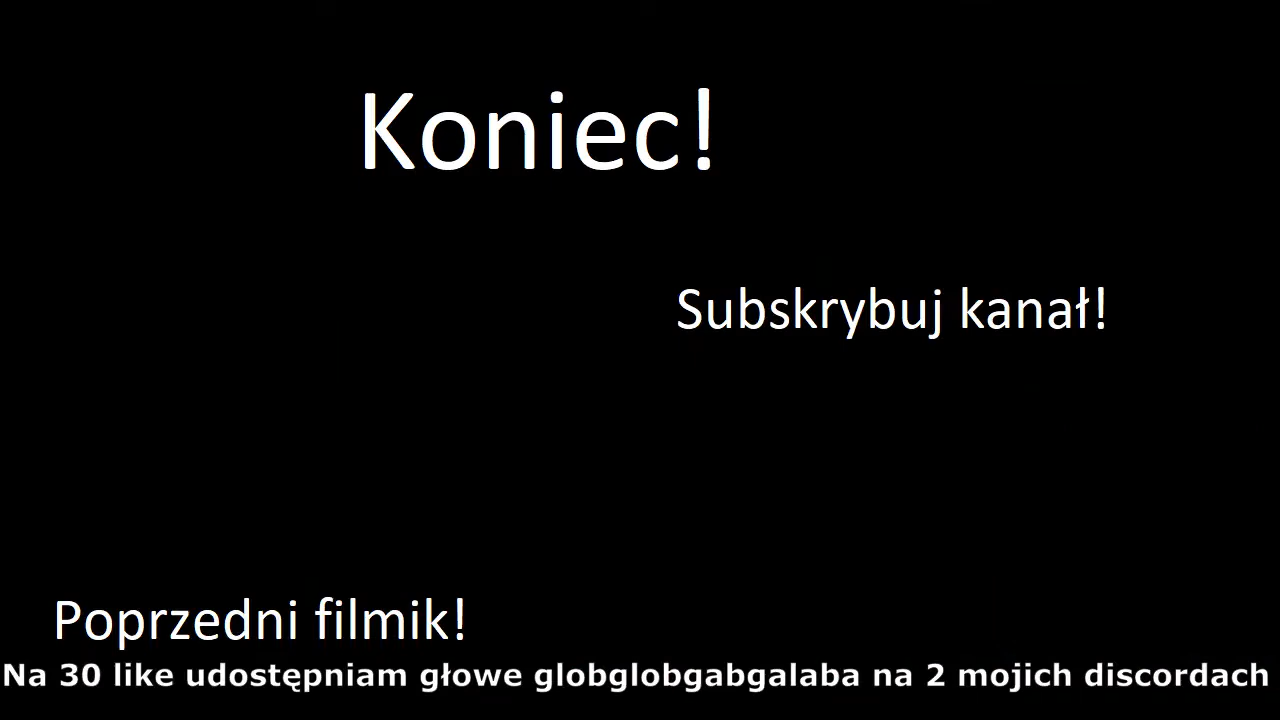 Koniec!
Subskrybuj kanał!
Poprzedni filmik!
Na 30 like udostępniam głowe globglobgabgalaba na 2 mojich discordach